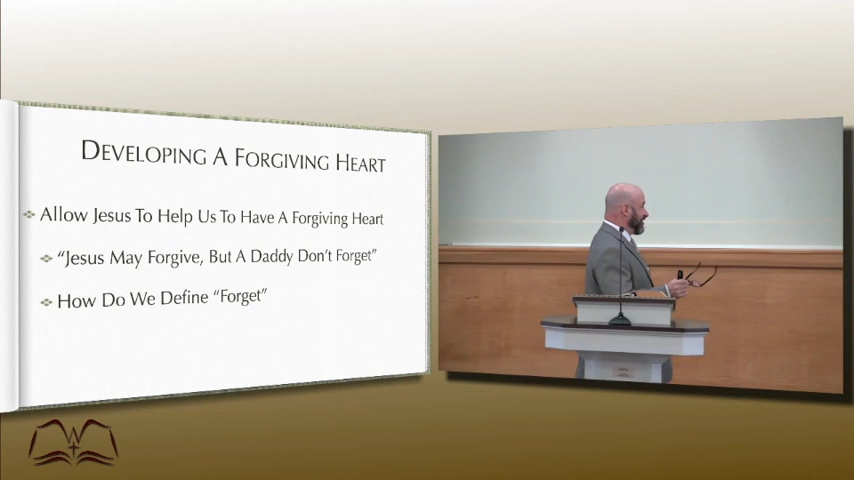 DEVELOPING A FORGIVING HEART
Allow Jesus To Help Us To Have A Forgiving Heart
“Jesus May Forgive, But A Daddy Don’t Forget”
How Do We Define “Forget”